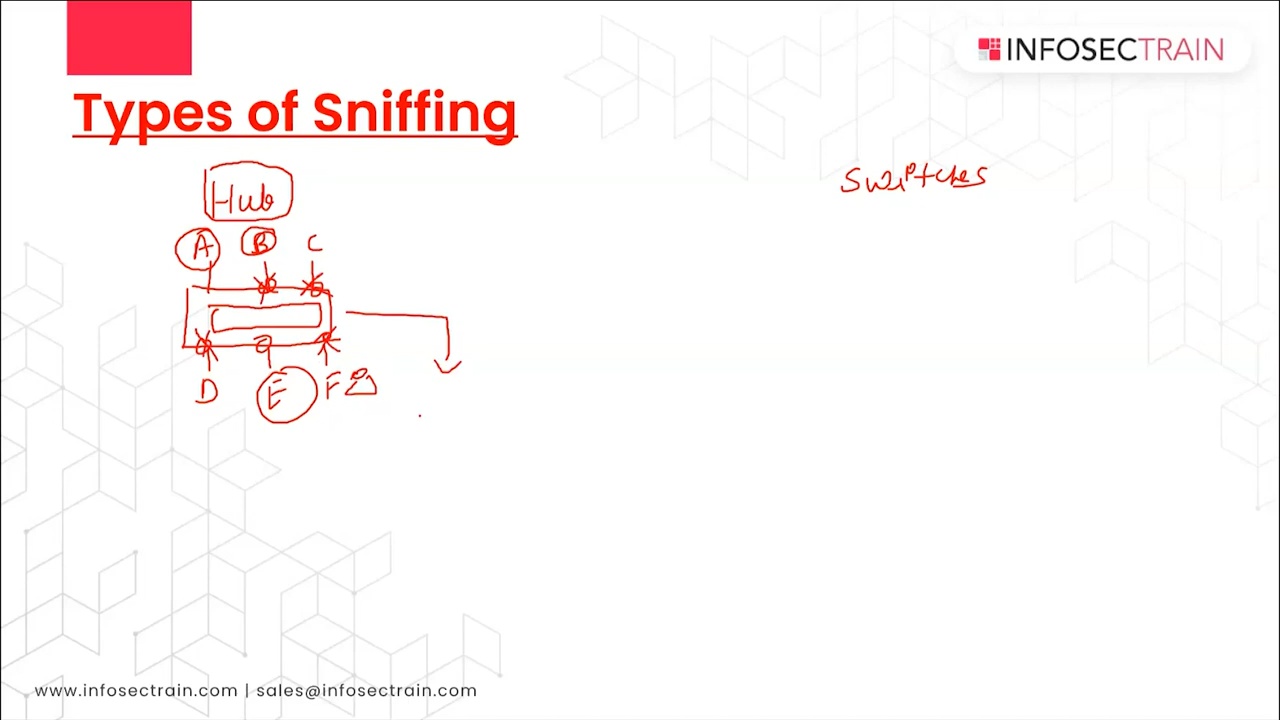 INFOSECTRAIN
Types of Sniffing
Hub
Switches
A B C
D E F
www.infosectrain.com | sales@infosectrain.com